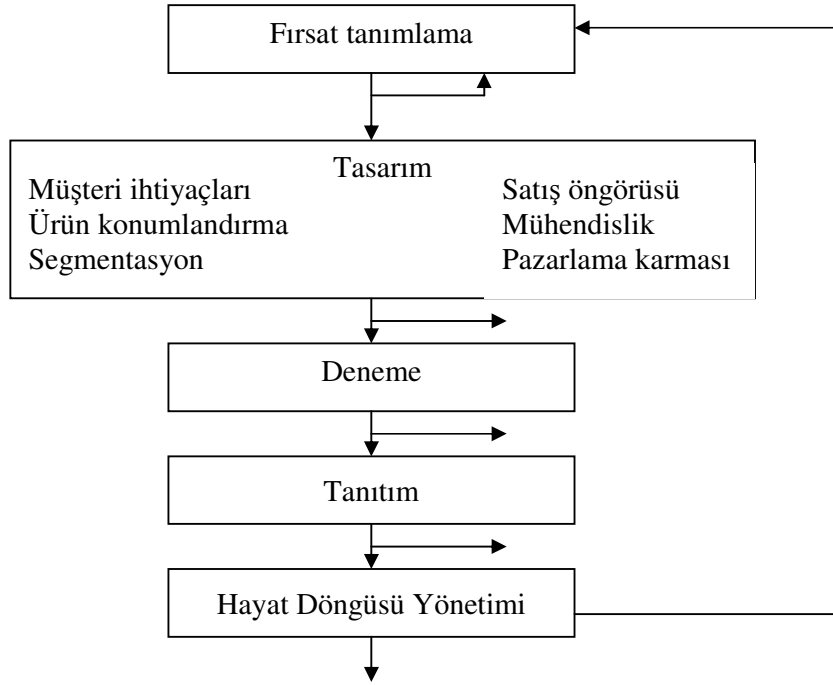 Fırsat tanımlama
Tasarım
Müşteri ihtiyaçları
Ürün konumlandırma
Segmentasyon
Satış öngörüsü
Mühendislik
Pazarlama karması
Deneme
Tanıtım
Hayat Döngüsü Yönetimi